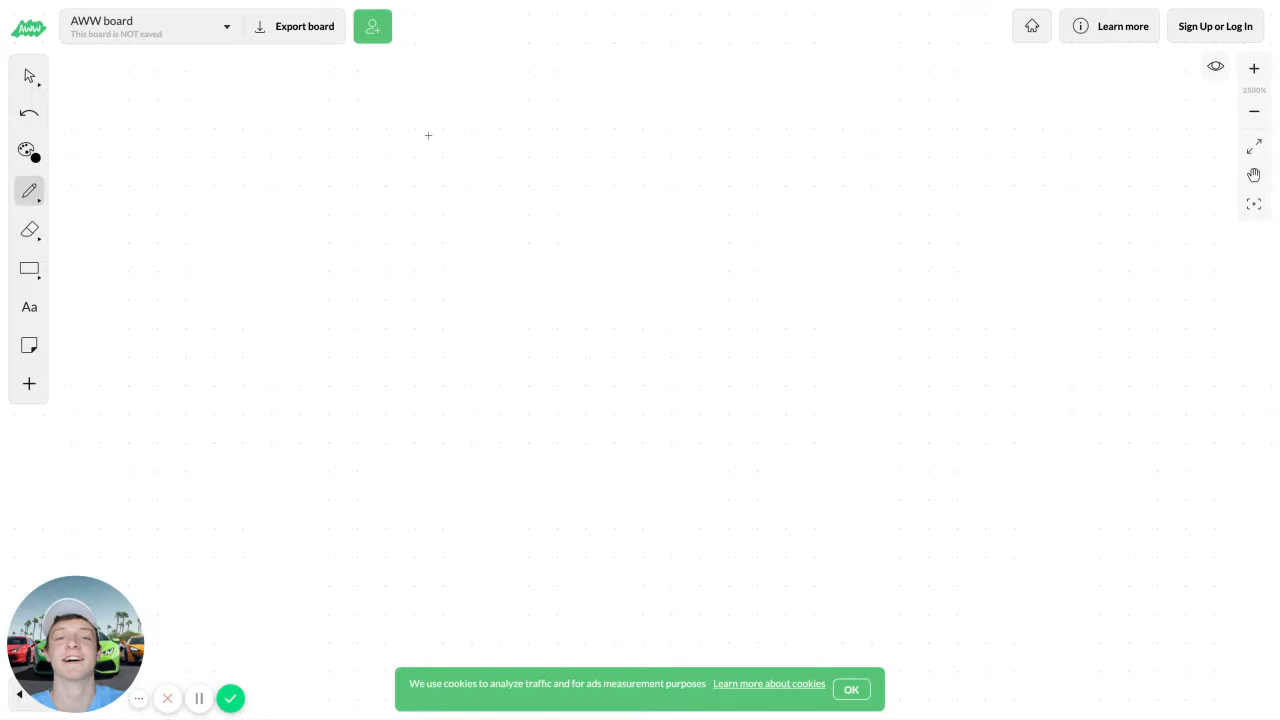 AWW
AWW board
This board is NOT saved
Export board
Learn more
Sign Up or Log In
2500%
Aa
We use cookies to analyze traffic and for ads measurement purposes Learn more about cookies
OK